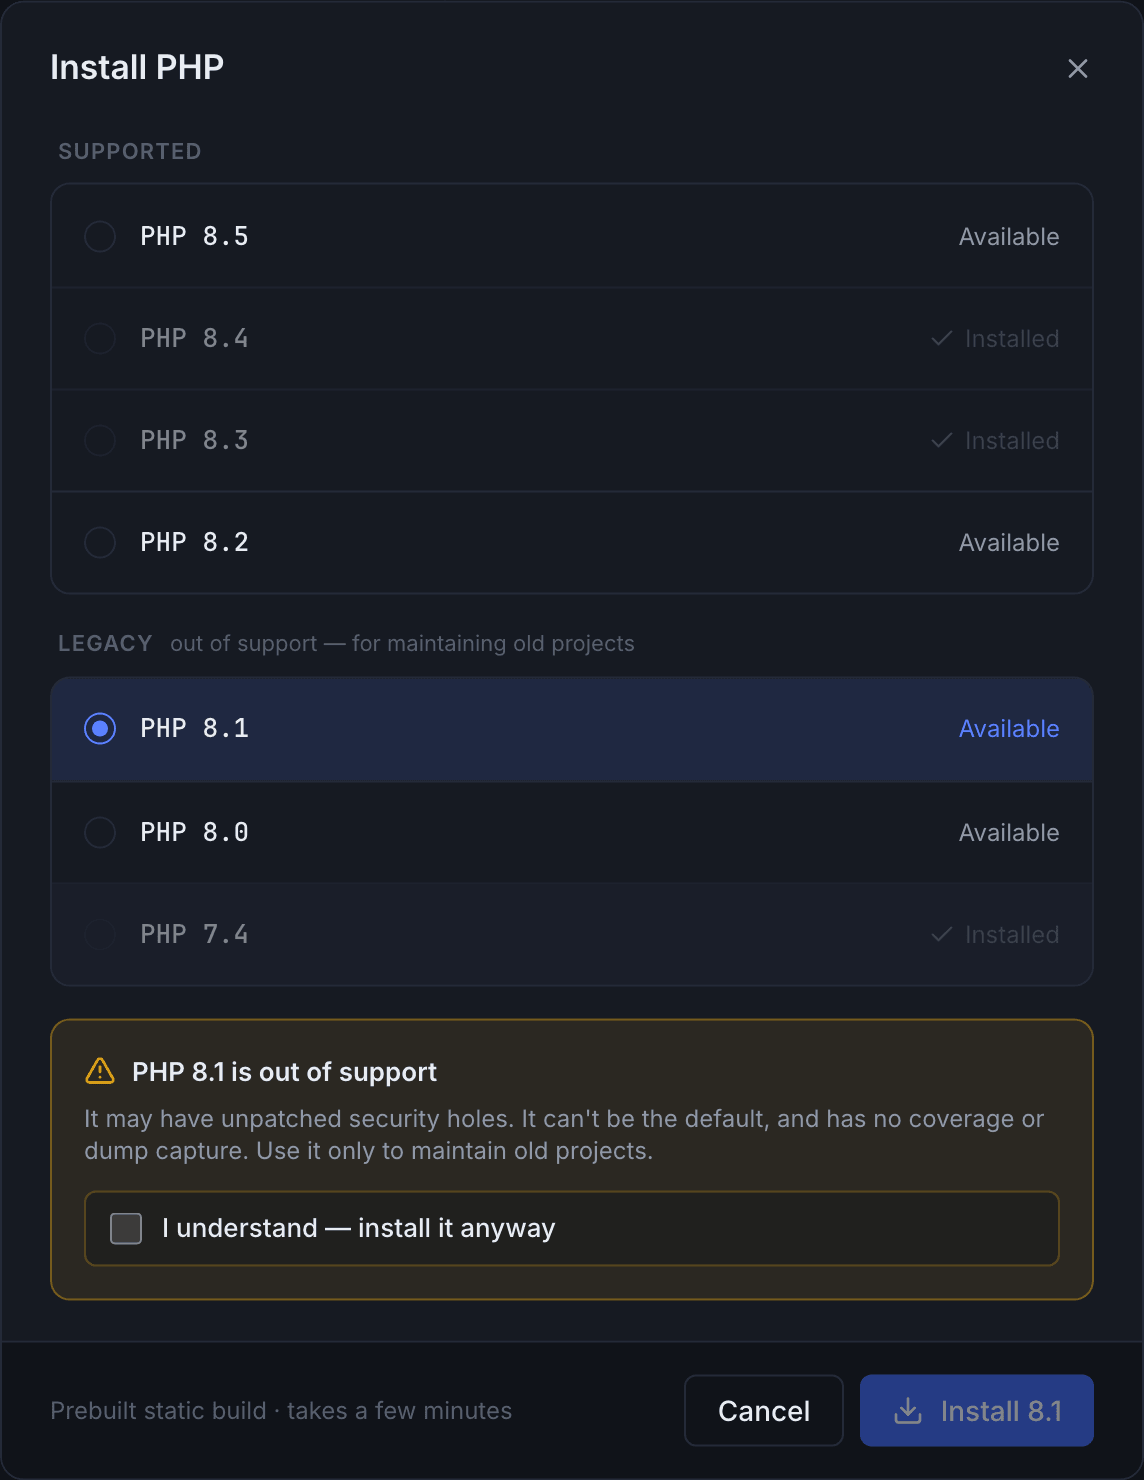 Install PHP
SUPPORTED
PHP 8.5 Available
PHP 8.4 Installed
PHP 8.3 Installed
PHP 8.2 Available
LEGACY out of support — for maintaining old projects
PHP 8.1 Available
PHP 8.0 Available
PHP 7.4 Installed
PHP 8.1 is out of support
It may have unpatched security holes. It can't be the default, and has no coverage or
dump capture. Use it only to maintain old projects.
I understand — install it anyway
Prebuilt static build · takes a few minutes Cancel Install 8.1